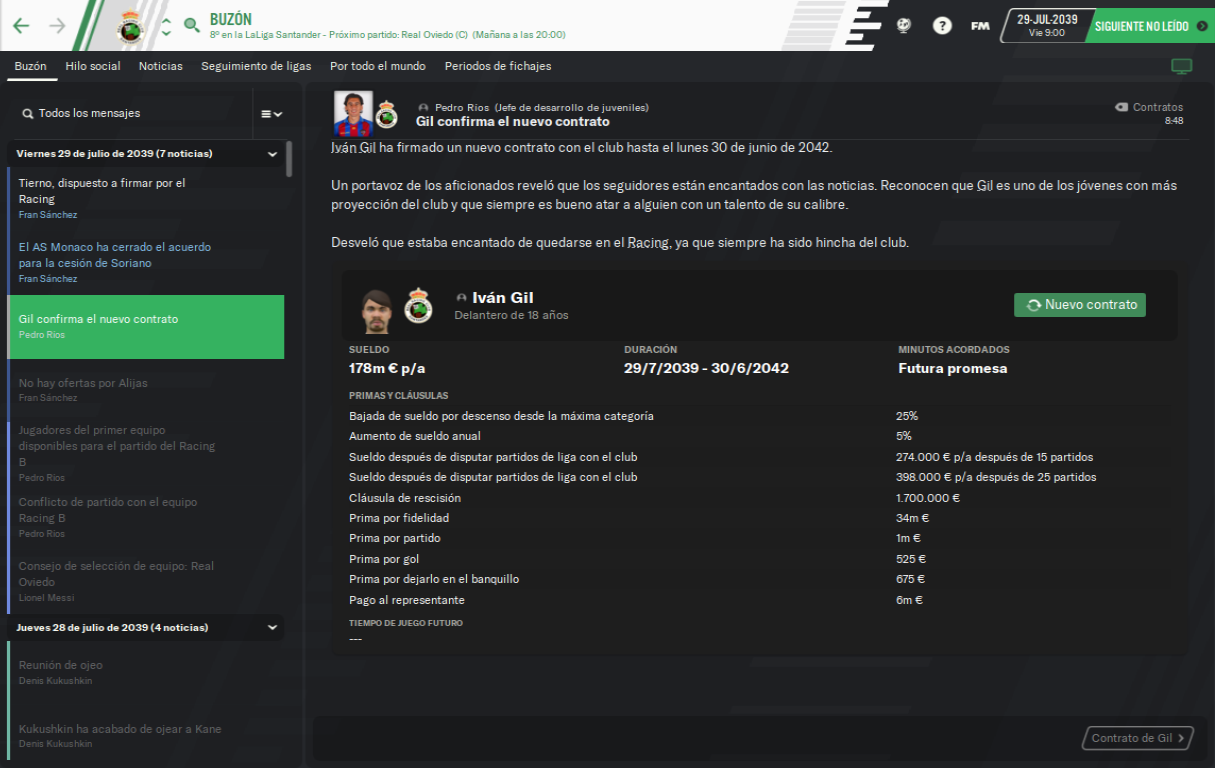 BUZÓN
8º en la LaLiga Santander - Próximo partido: Real Oviedo (C) (Mañana a las 20:00)
?
FM
29-JUL-2039
Vie 9:00
SIGUIENTE NO LEÍDO
Buzón Hilo social Noticias Seguimiento de ligas Por todo el mundo Periodos de fichajes
Todos los mensajes
Viernes 29 de julio de 2039 (7 noticias)
Tierno, dispuesto a firmar por el
Racing
Fran Sánchez
El AS Monaco ha cerrado el acuerdo
para la cesión de Soriano
Fran Sánchez
Gil confirma el nuevo contrato
Pedro Ríos
No hay ofertas por Alijas
Fran Sánchez
Jugadores del primer equipo
disponibles para el partido del Racing
B
Pedro Ríos
Conflicto de partido con el equipo
Racing B
Pedro Ríos
Consejo de selección de equipo: Real
Oviedo
Lionel Messi
Jueves 28 de julio de 2039 (4 noticias)
Reunión de ojeo
Denis Kukushkin
Kukushkin ha acabado de ojear a Kane
Denis Kukushkin
Pedro Ríos (Jefe de desarrollo de juveniles)
Gil confirma el nuevo contrato
Contratos
8:48
Iván Gil ha firmado un nuevo contrato con el club hasta el lunes 30 de junio de 2042.
Un portavoz de los aficionados reveló que los seguidores están encantados con las noticias. Reconocen que Gil es uno de los jóvenes con más
proyección del club y que siempre es bueno atar a alguien con un talento de su calibre.
Desveló que estaba encantado de quedarse en el Racing, ya que siempre ha sido hincha del club.
Iván Gil
Delantero de 18 años
Nuevo contrato
SUELDO DURACIÓN MINUTOS ACORDADOS
178m € p/a 29/7/2039 - 30/6/2042 Futura promesa
PRIMAS Y CLÁUSULAS
Bajada de sueldo por descenso desde la máxima categoría 25%
Aumento de sueldo anual 5%
Sueldo después de disputar partidos de liga con el club 274.000 € p/a después de 15 partidos
Sueldo después de disputar partidos de liga con el club 398.000 € p/a después de 25 partidos
Cláusula de rescisión 1.700.000 €
Prima por fidelidad 34m €
Prima por partido 1m €
Prima por gol 525 €
Prima por dejarlo en el banquillo 675 €
Pago al representante 6m €
TIEMPO DE JUEGO FUTURO
---
Contrato de Gil